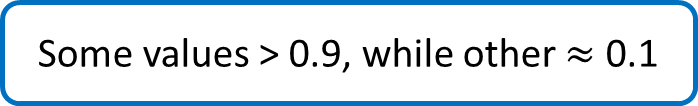 Some values > 0.9, while other ≈ 0.1